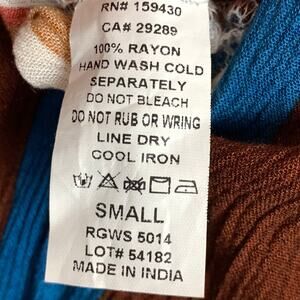 RN# 159430
CA# 29289
100% RAYON
HAND WASH COLD
SEPARATELY
DO NOT BLEACH
DO NOT RUB OR WRING
LINE DRY
COOL IRON
SMALL
RGWS 5014
LOT# 54182
MADE IN INDIA